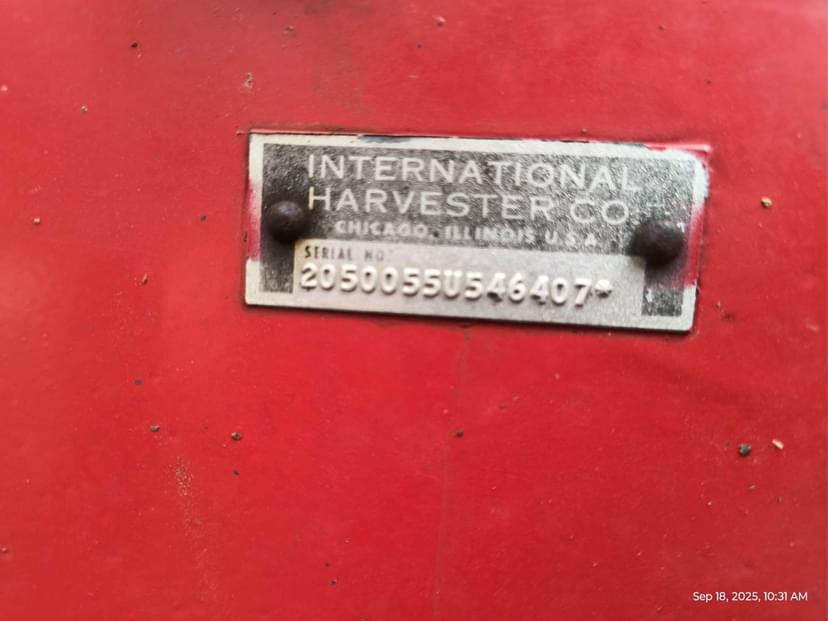 INTERNATIONAL
HARVESTER CO.
CHICAGO, ILLINOIS U.S.A.
SERIAL NO.
2050055U546407*
Sep 18, 2025, 10:31 AM